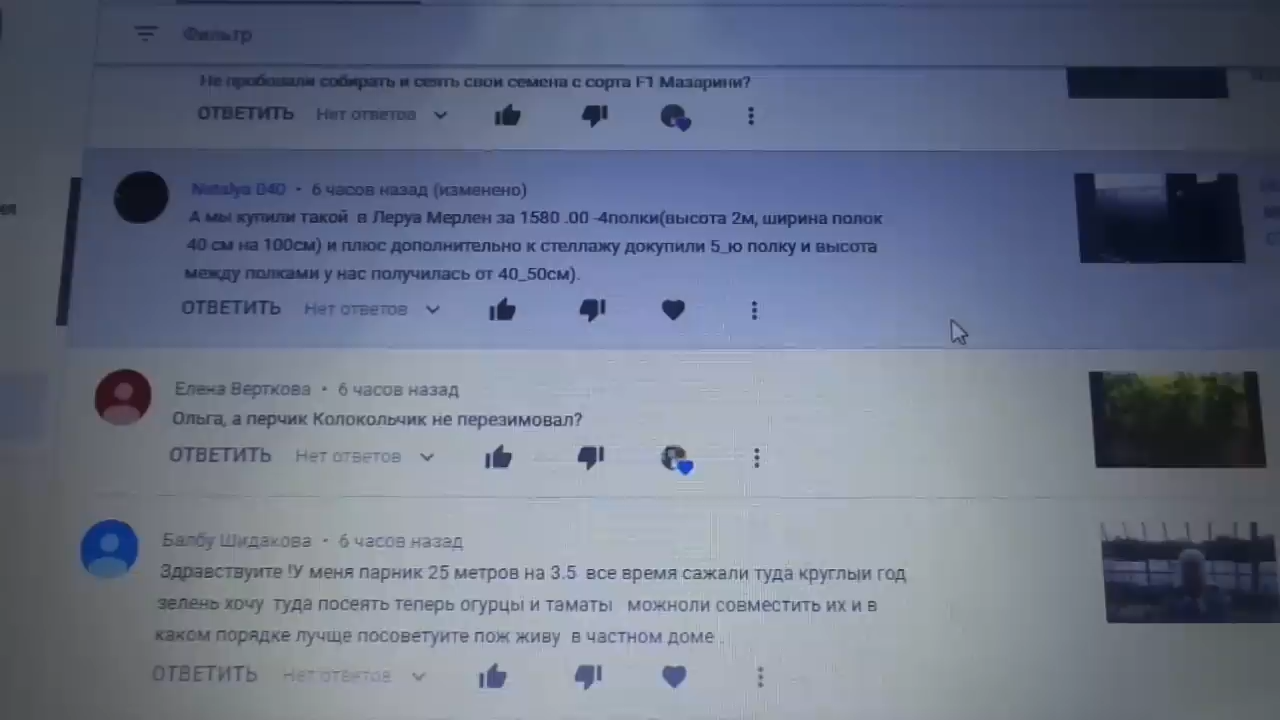 Фильтр
Не пробовали собирать и сеять свои семена с сорта F1 Мазарини?
ОТВЕТИТЬ Нет ответов
Natalya 040 • 6 часов назад (изменено)
А мы купили такой в Леруа Мерлен за 1580 .00 -4полки(высота 2м, ширина полок
40 см на 100см) и плюс дополнительно к стеллажу докупили 5_ю полку и высота
между полками у нас получилась от 40_50см).
ОТВЕТИТЬ Нет ответов
Елена Верткова • 6 часов назад
Ольга, а перчик Колокольчик не перезимовал?
ОТВЕТИТЬ Нет ответов
Балбу Шидакова • 6 часов назад
Здравствуите !У меня парник 25 метров на 3.5 все время сажали туда круглыи год
зелень хочу туда посеять теперь огурцы и таматы можноли совместить их и в
каком порядке лучще посоветуите пож живу в частном доме .
ОТВЕТИТЬ Нет ответов